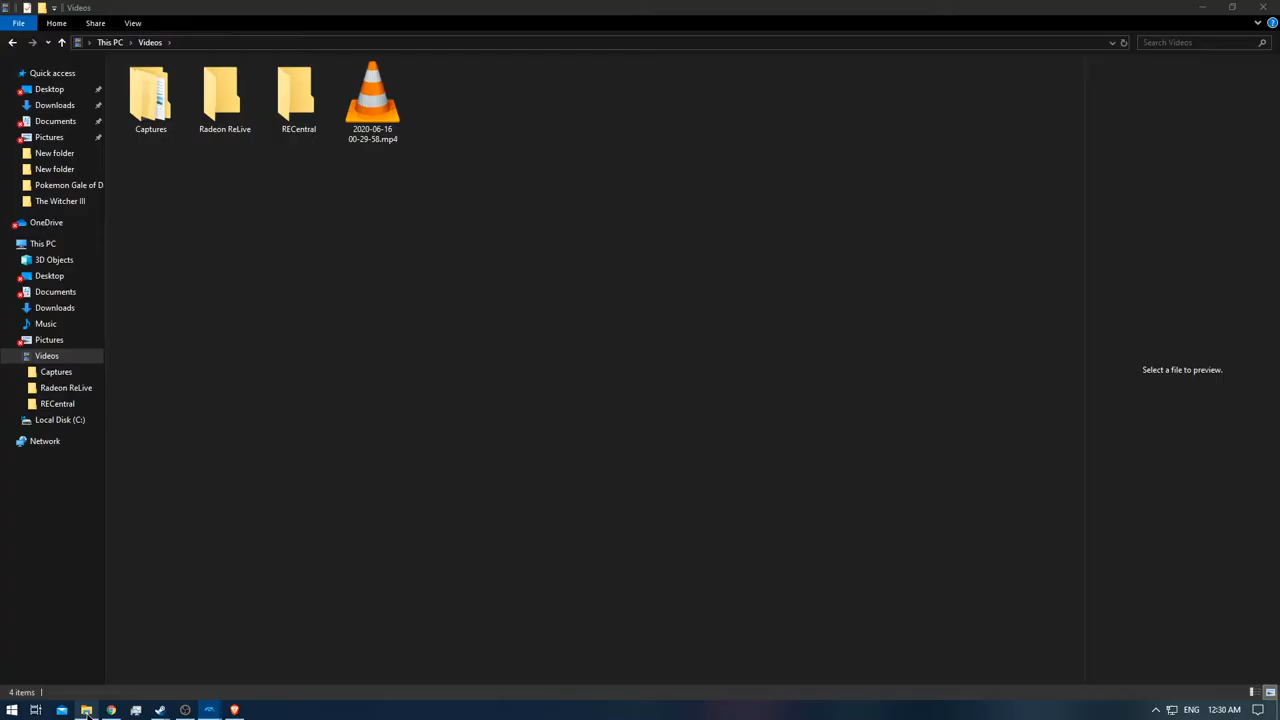 Videos
File
Home
Share
View
This PC
Videos
Search Videos
Quick access
Desktop
Downloads
Documents
Pictures
New folder
New folder
Pokemon Gale of D
The Witcher III
OneDrive
This PC
3D Objects
Desktop
Documents
Downloads
Music
Pictures
Videos
Captures
Radeon ReLive
RECentral
Local Disk (C:)
Network
Captures
Radeon ReLive
RECentral
2020-06-16
00-29-58.mp4
Select a file to preview.
4 items
ENG
12:30 AM